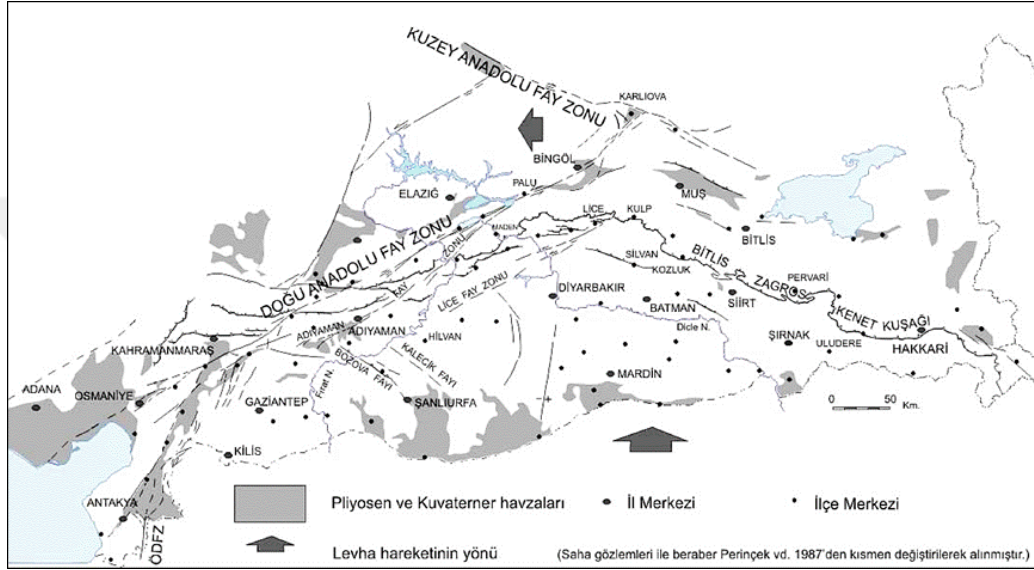 KUZEY ANADOLU FAY ZONU
KARLIOVA
BİNGÖL
PALU
ELAZIĞ
MUŞ
LİCE
KULP
BİTLİS
MADEN
DOĞU ANADOLU FAY ZONU
FAY ZONU
SİLVAN
KOZLUK
BİTLİS ZAGROS KENET KUŞAĞI
PERVARİ
LİCE FAY ZONU
DİYARBAKIR
BATMAN
SİİRT
ADIYAMAN
ADIYAMAN
Dicle N.
HİLVAN
ŞIRNAK
ULUDERE
HAKKARİ
KAHRAMANMARAŞ
KALECİK FAYI
BOZOVA FAYI
MARDİN
ADANA
OSMANİYE
GAZİANTEP
Fırat N.
ŞANLIURFA
0 50 Km.
KİLİS
ANTAKYA
ÖDFZ
Pliyosen ve Kuvaterner havzaları
İl Merkezi
İlçe Merkezi
Levha hareketinin yönü
(Saha gözlemleri ile beraber Perinçek vd. 1987'den kısmen değiştirilerek alınmıştır.)